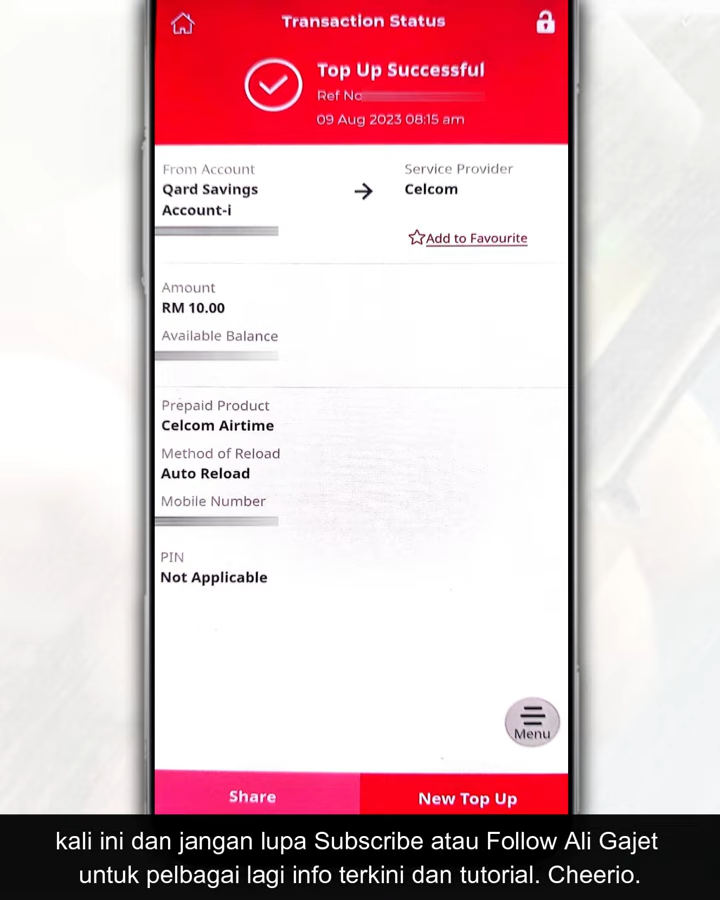 Transaction Status
Top Up Successful
Ref No
09 Aug 2023 08:15 am
From Account
Qard Savings
Account-i
Service Provider
Celcom
Add to Favourite
Amount
RM 10.00
Available Balance
Prepaid Product
Celcom Airtime
Method of Reload
Auto Reload
Mobile Number
PIN
Not Applicable
Menu
Share
New Top Up
kali ini dan jangan lupa Subscribe atau Follow Ali Gajet
untuk pelbagai lagi info terkini dan tutorial. Cheerio.